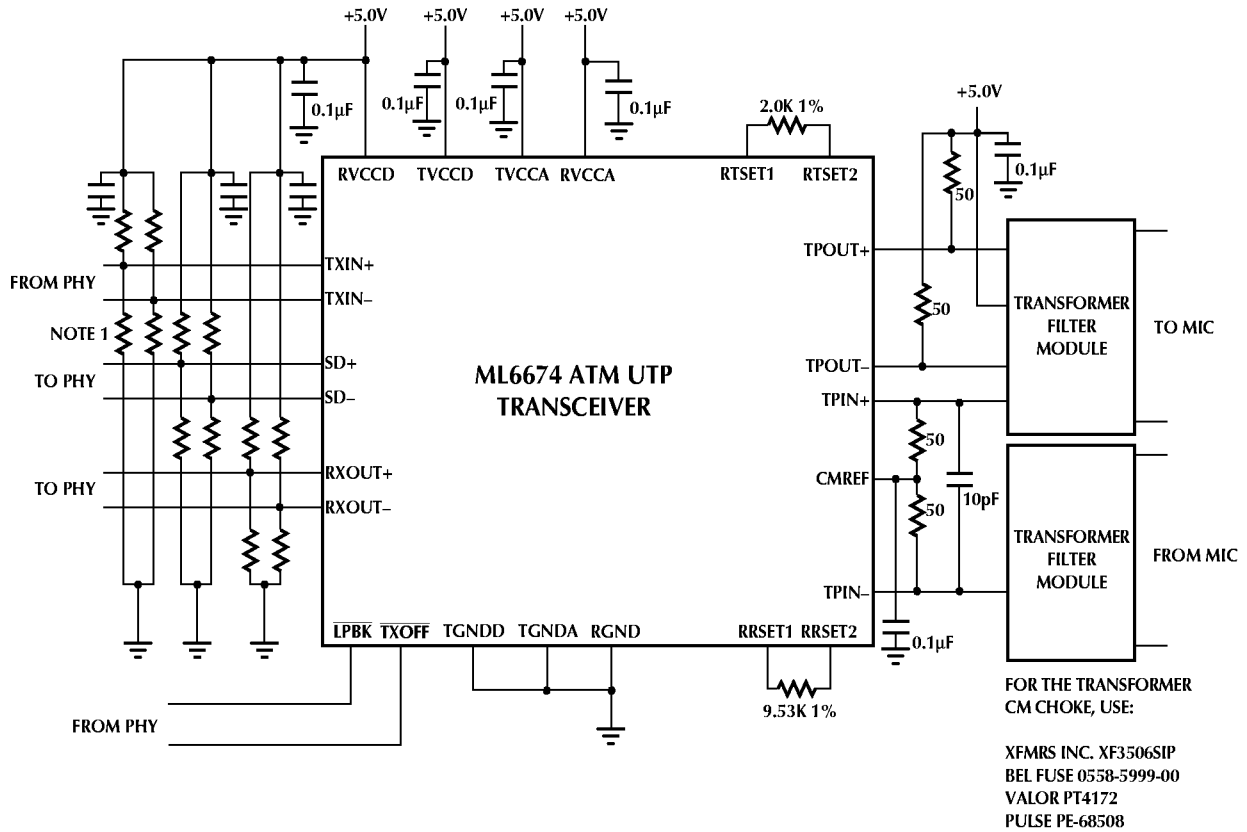 +5.0V
+5.0V
+5.0V
+5.0V
0.1µF
0.1µF
0.1µF
0.1µF
2.0K 1%
+5.0V
0.1µF
50
RVCCD
TVCCD
TVCCA
RVCCA
RTSET1
RTSET2
TPOUT+
FROM PHY
TXIN+
TXIN–
50
TRANSFORMER
FILTER
MODULE
TO MIC
NOTE 1
TO PHY
SD+
SD–
ML6674 ATM UTP
TRANSCEIVER
TPOUT–
TPIN+
50
TO PHY
RXOUT+
RXOUT–
CMREF
10pF
50
TRANSFORMER
FILTER
MODULE
FROM MIC
TPIN–
LPBK
TXOFF
TGNDD
TGNDA
RGND
RRSET1
RRSET2
0.1µF
FROM PHY
9.53K 1%
FOR THE TRANSFORMER
CM CHOKE, USE:
XFMRS INC. XF3506SIP
BEL FUSE 0558-5999-00
VALOR PT4172
PULSE PE-68508